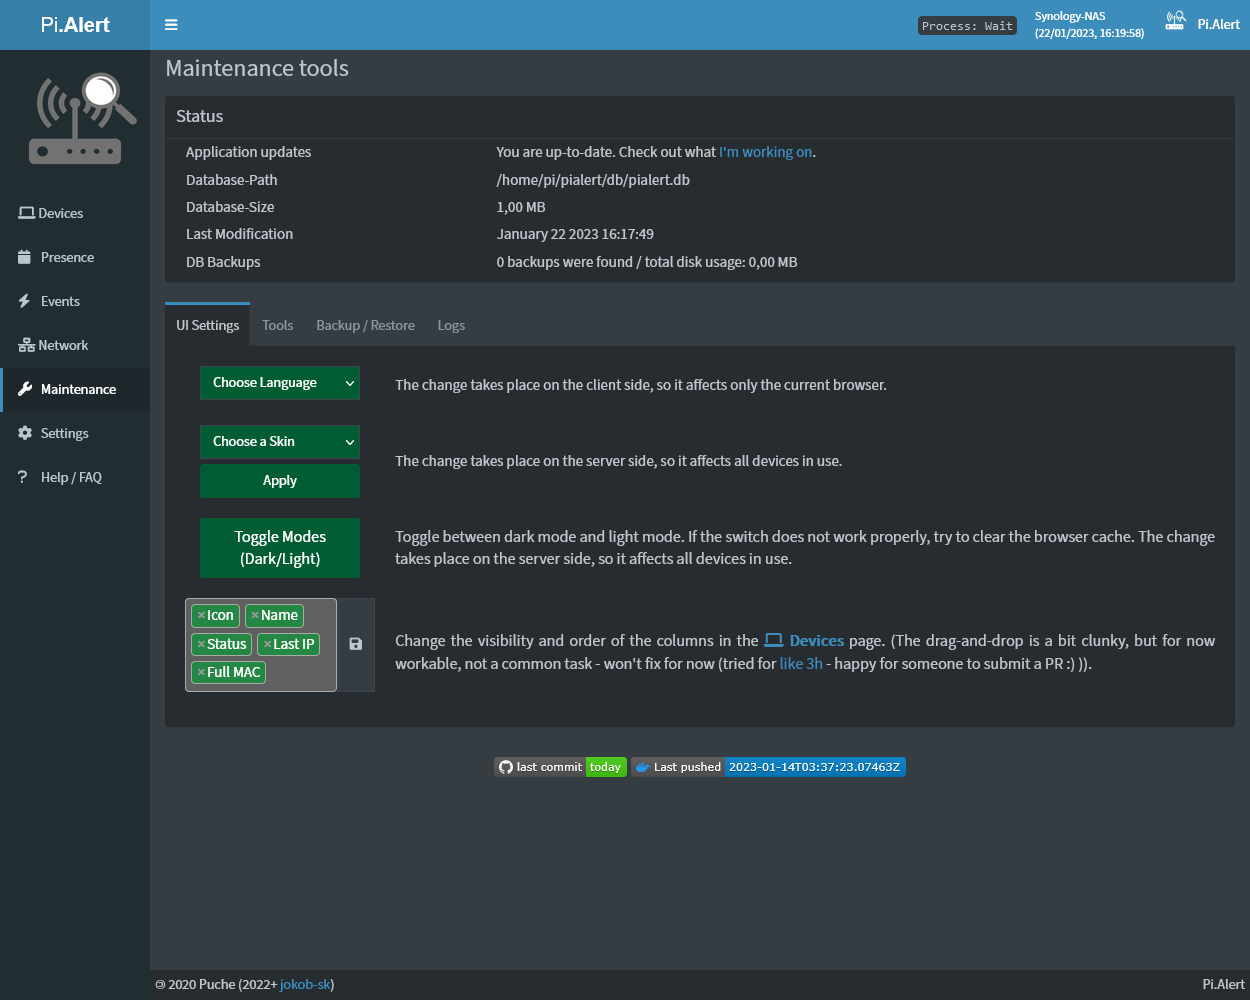 Pi.Alert
Process: Wait
Synology-NAS
(22/01/2023, 16:19:58)
Pi.Alert
Maintenance tools
Devices
Presence
Events
Network
Maintenance
Settings
Help / FAQ
Status
Application updates You are up-to-date. Check out what I'm working on.
Database-Path /home/pi/pialert/db/pialert.db
Database-Size 1,00 MB
Last Modification January 22 2023 16:17:49
DB Backups 0 backups were found / total disk usage: 0,00 MB
UI Settings Tools Backup / Restore Logs
Choose Language
The change takes place on the client side, so it affects only the current browser.
Choose a Skin
Apply
The change takes place on the server side, so it affects all devices in use.
Toggle Modes
(Dark/Light)
Toggle between dark mode and light mode. If the switch does not work properly, try to clear the browser cache. The change
takes place on the server side, so it affects all devices in use.
×Icon ×Name
×Status ×Last IP
×Full MAC
Change the visibility and order of the columns in the Devices page. (The drag-and-drop is a bit clunky, but for now
workable, not a common task - won't fix for now (tried for like 3h - happy for someone to submit a PR :) )).
last commit today Last pushed 2023-01-14T03:37:23.07463Z
🄯 2020 Puche (2022+ jokob-sk) Pi.Alert